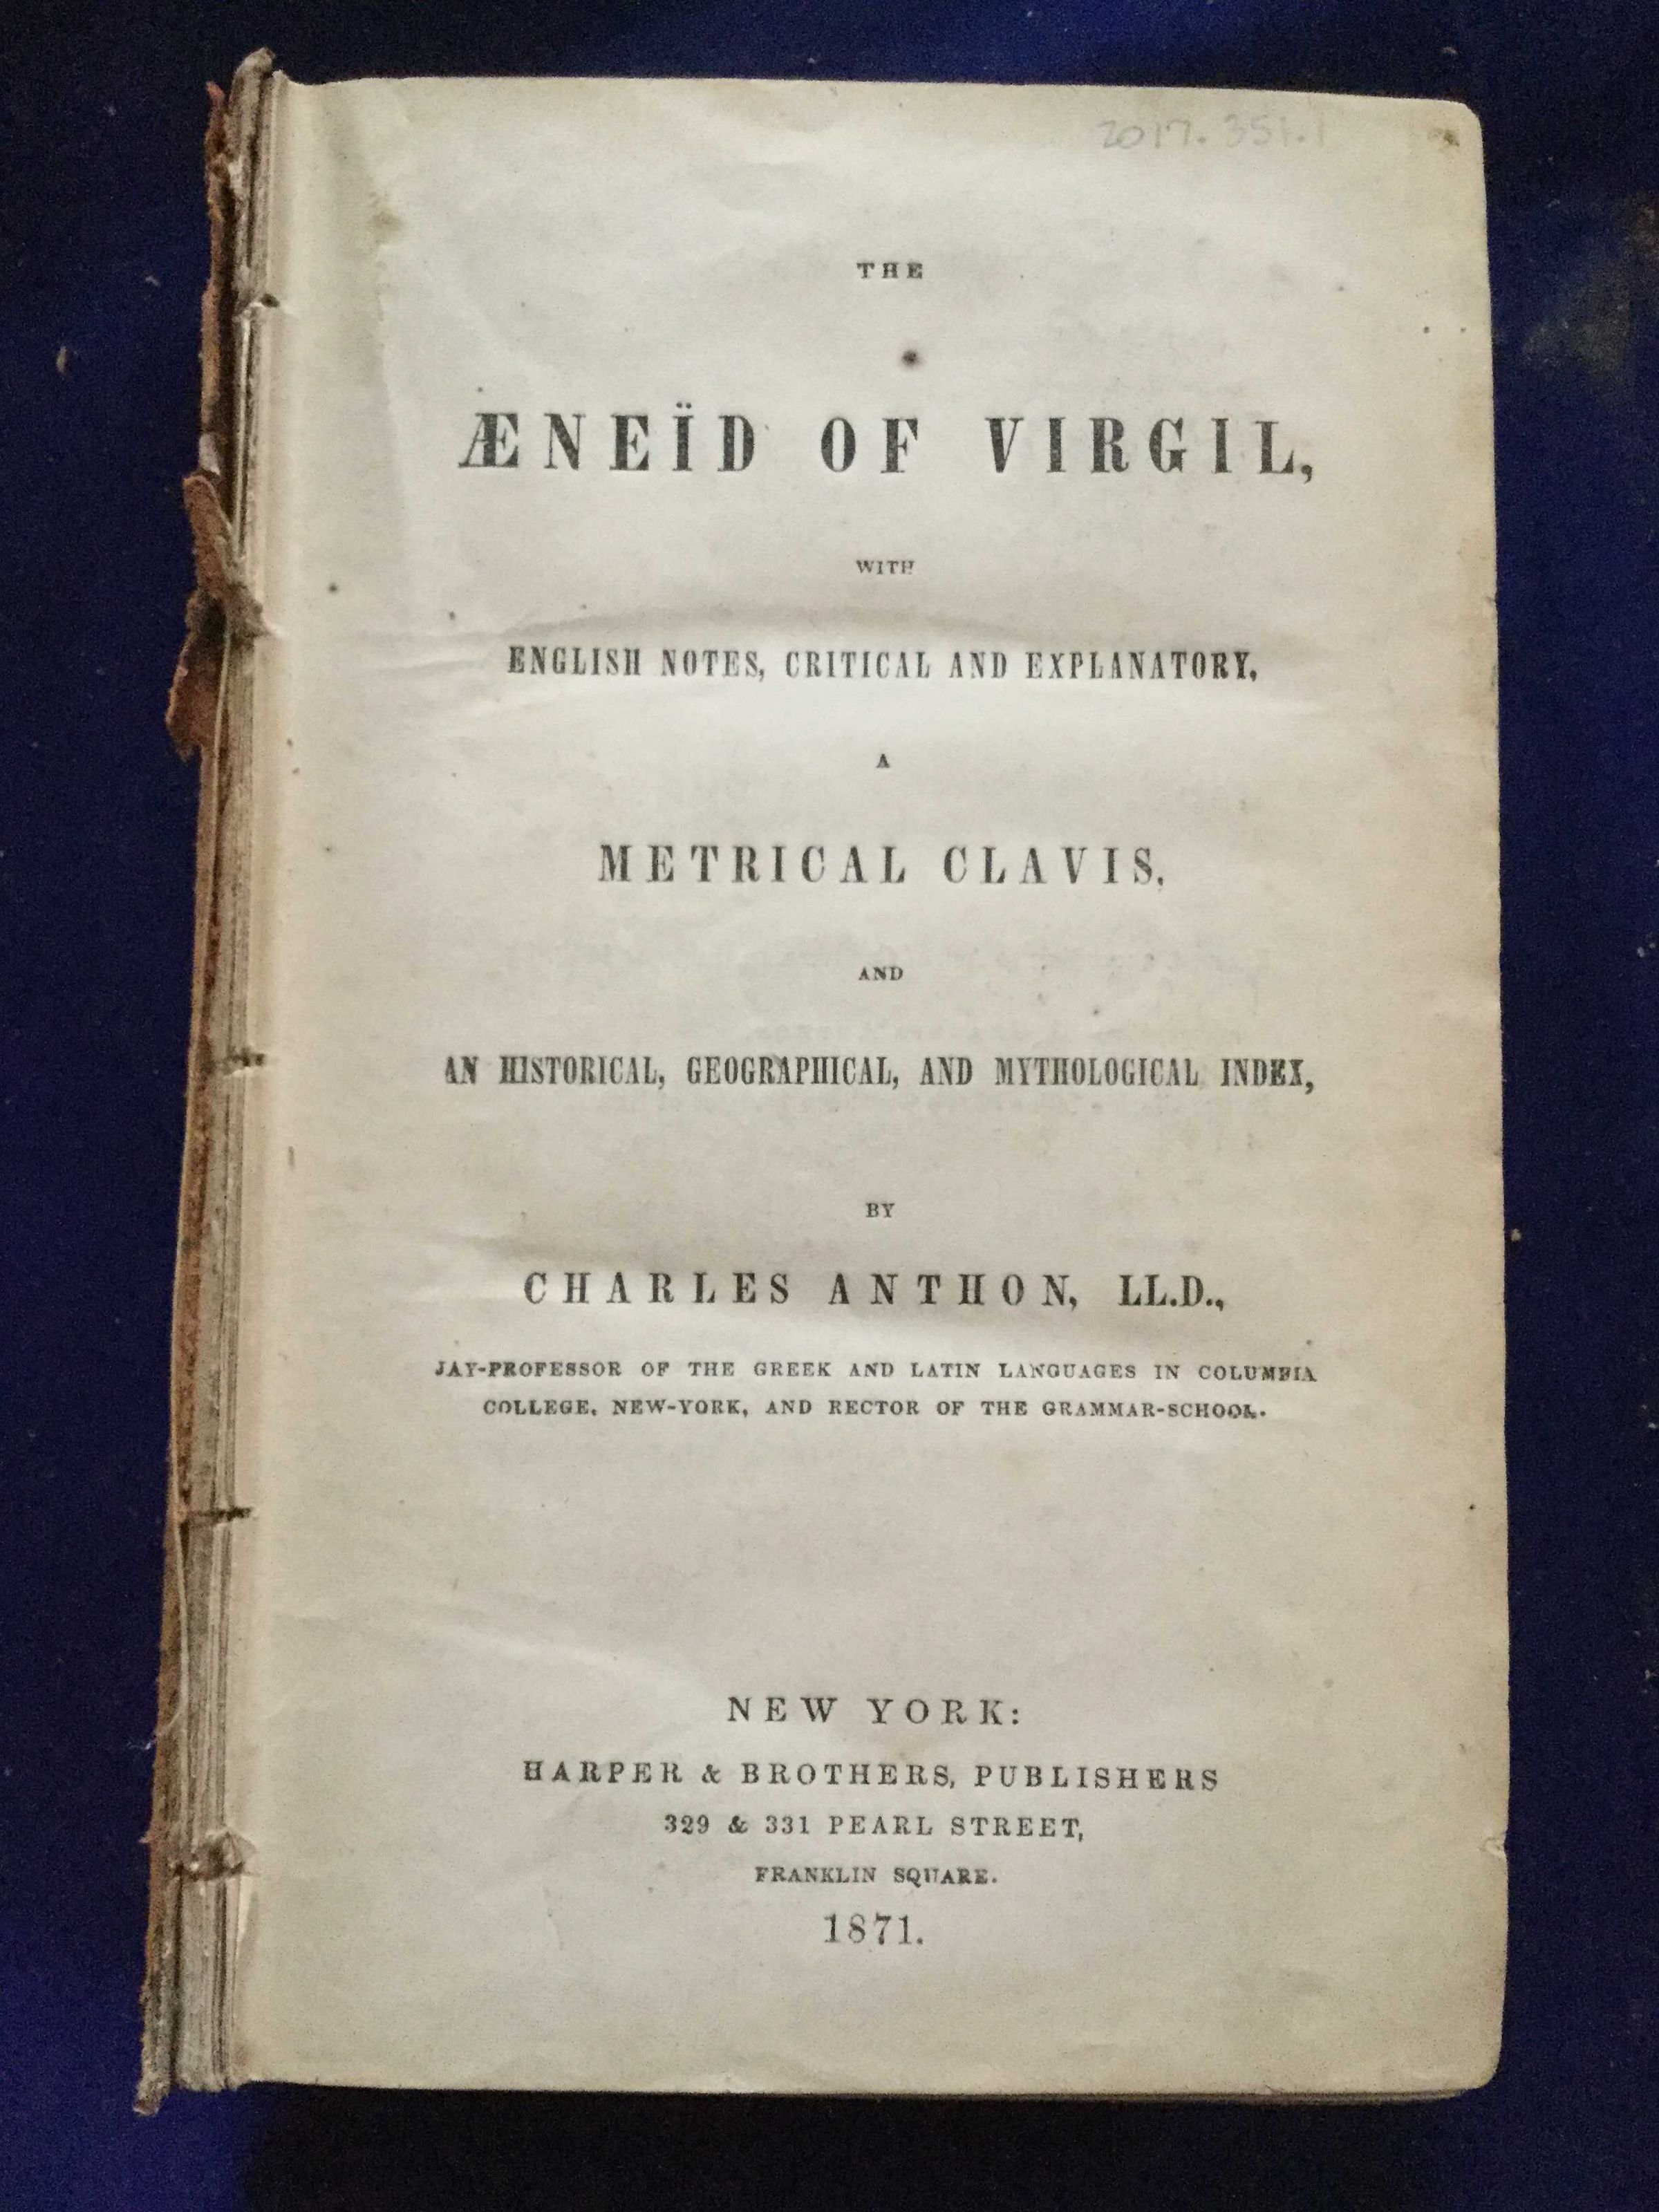 2017.351.1
THE
ÆNEÏD OF VIRGIL,
WITH
ENGLISH NOTES, CRITICAL AND EXPLANATORY,
A
METRICAL CLAVIS,
AND
AN HISTORICAL, GEOGRAPHICAL, AND MYTHOLOGICAL INDEX,
BY
CHARLES ANTHON, LL.D.,
JAY-PROFESSOR OF THE GREEK AND LATIN LANGUAGES IN COLUMBIA
COLLEGE, NEW-YORK, AND RECTOR OF THE GRAMMAR-SCHOOL.
NEW YORK:
HARPER & BROTHERS, PUBLISHERS
329 & 331 PEARL STREET,
FRANKLIN SQUARE.
1871.